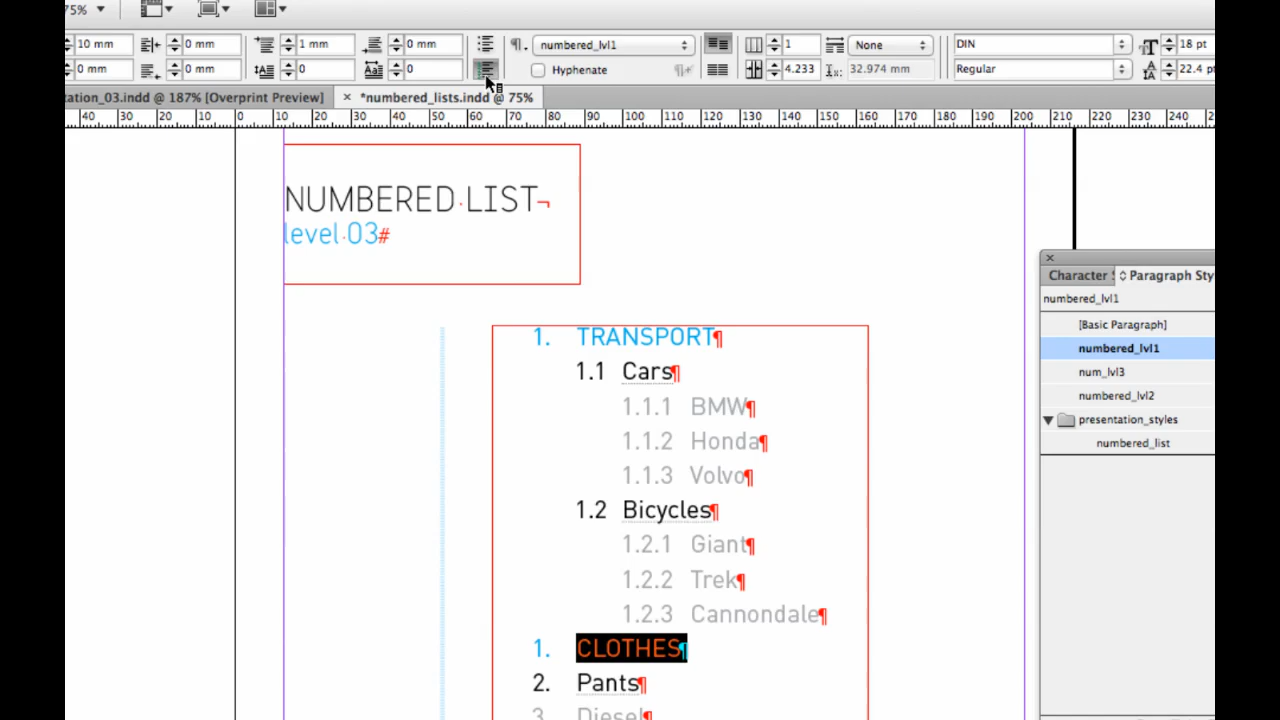 75%
10 mm 0 mm 1 mm 0 mm ¶. numbered_lvl1 1 None DIN 18 pt
0 mm 0 mm 0 0 Hyphenate 4.233 32.974 mm Regular 22.4 pt
tation_03.indd @ 187% [Overprint Preview] × *numbered_lists.indd @ 75%
40 30 20 10 0 10 20 30 40 50 60 70 80 90 100 110 120 130 140 150 160 170 180 190 200 210 220 230 240
NUMBERED LIST¬
level 03#
Character Paragraph Sty
numbered_lvl1
[Basic Paragraph]
numbered_lvl1
num_lvl3
numbered_lvl2
presentation_styles
numbered_list
1. TRANSPORT¶
1.1 Cars¶
1.1.1 BMW¶
1.1.2 Honda¶
1.1.3 Volvo¶
1.2 Bicycles¶
1.2.1 Giant¶
1.2.2 Trek¶
1.2.3 Cannondale¶
1. CLOTHES¶
2. Pants¶
3. Diesel¶